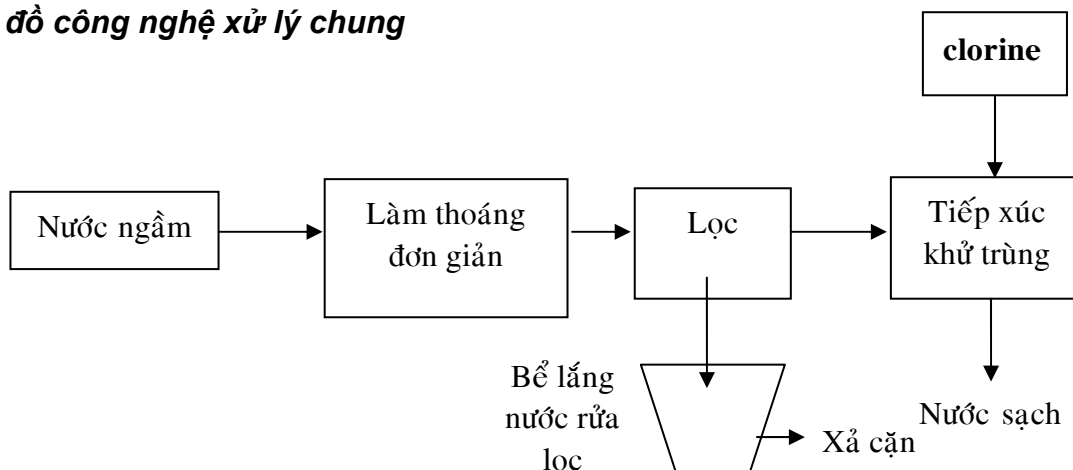 đồ công nghệ xử lý chung
clorine
Nước ngầm
Làm thoáng
đơn giản
Lọc
Tiếp xúc
khử trùng
Bể lắng
nước rửa
lọc
Xả cặn
Nước sạch